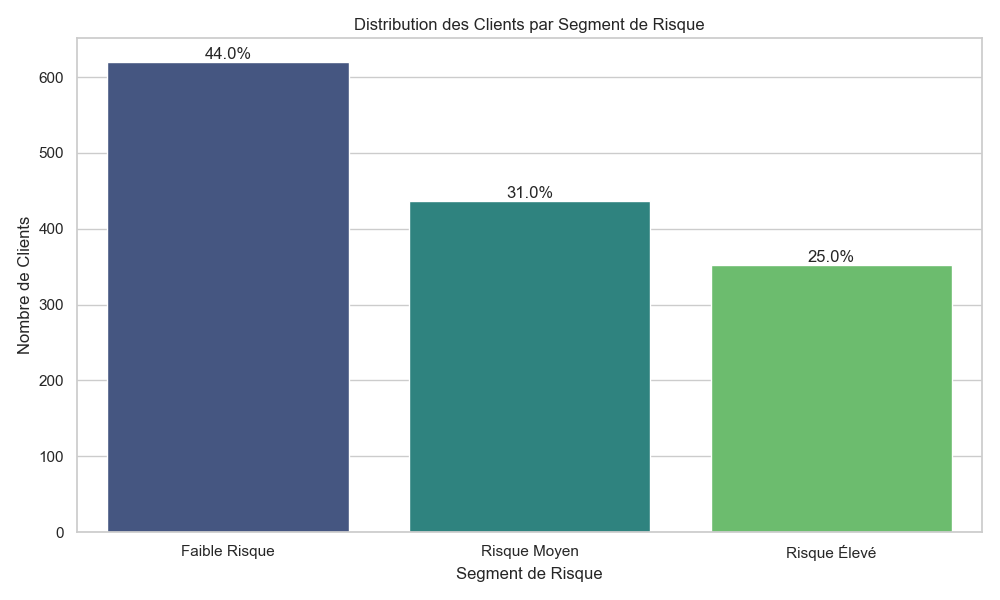 Distribution des Clients par Segment de Risque
Nombre de Clients
600
500
400
300
200
100
0
44.0%
31.0%
25.0%
Faible Risque
Risque Moyen
Risque Élevé
Segment de Risque